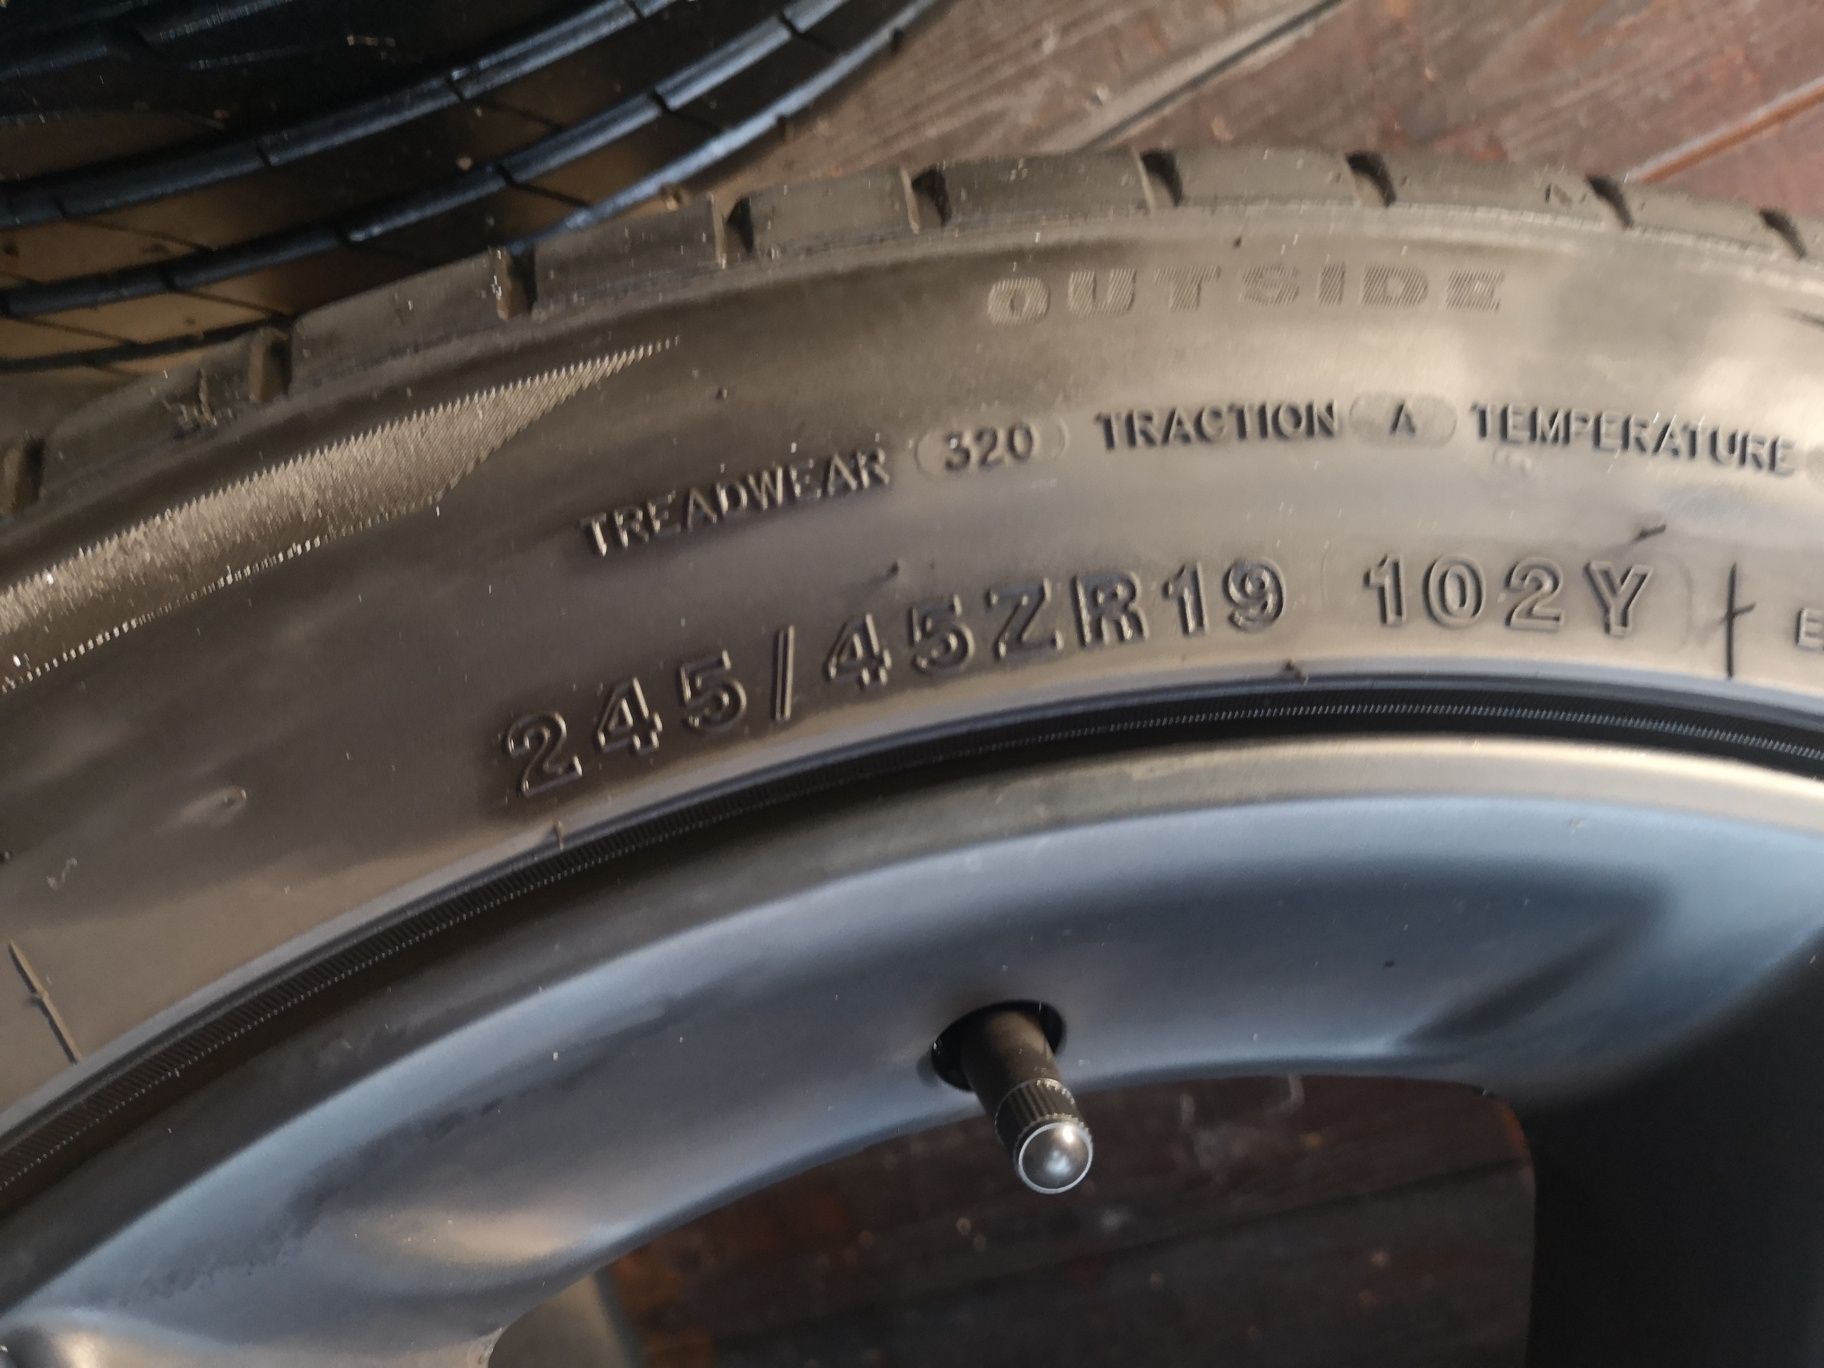 OUTSIDE
TREADWEAR 320 TRACTION A TEMPERATURE
245/45ZR19 102Y E